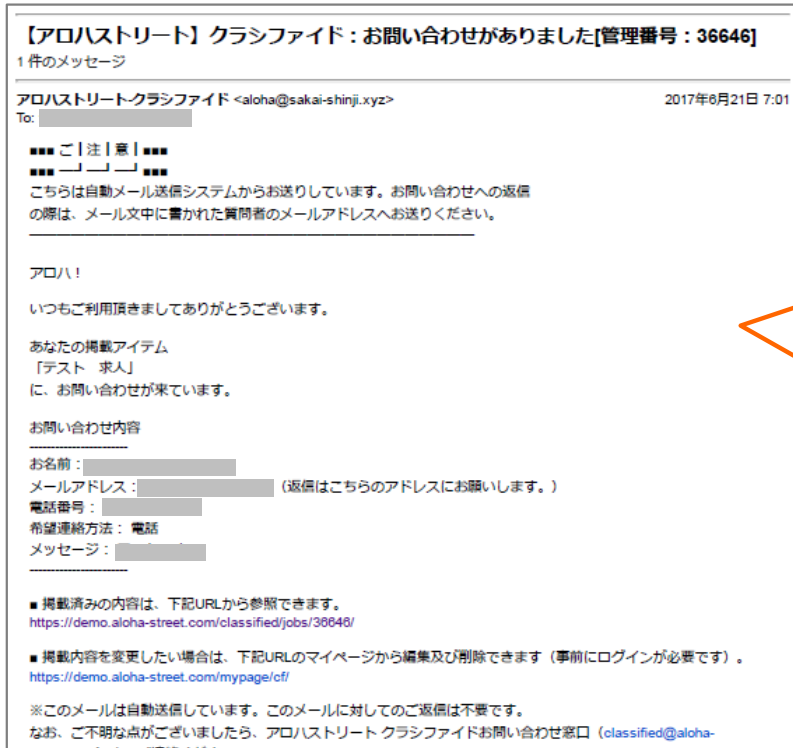 【アロハストリート】クラシファイド：お問い合わせがありました[管理番号：36646]
1 件のメッセージ
アロハストリート-クラシファイド <aloha@sakai-shinji.xyz> 2017年6月21日 7:01
To:
■■■ ご｜注｜意｜■■■
■■■ ―┘―┘―┘■■■
こちらは自動メール送信システムからお送りしています。お問い合わせへの返信
の際は、メール文中に書かれた質問者のメールアドレスへお送りください。
アロハ！
いつもご利用頂きましてありがとうございます。
あなたの掲載アイテム
「テスト　求人」
に、お問い合わせが来ています。
お問い合わせ内容
-----------------------
お名前：
メールアドレス： （返信はこちらのアドレスにお願いします。）
電話番号：
希望連絡方法： 電話
メッセージ：
-----------------------
■ 掲載済みの内容は、下記URLから参照できます。
https://demo.aloha-street.com/classified/jobs/36646/
■ 掲載内容を変更したい場合は、下記URLのマイページから編集及び削除できます（事前にログインが必要です）。
https://demo.aloha-street.com/mypage/cf/
※このメールは自動送信しています。このメールに対してのご返信は不要です。
なお、ご不明な点がございましたら、アロハストリート クラシファイドお問い合わせ窓口（classified@aloha-